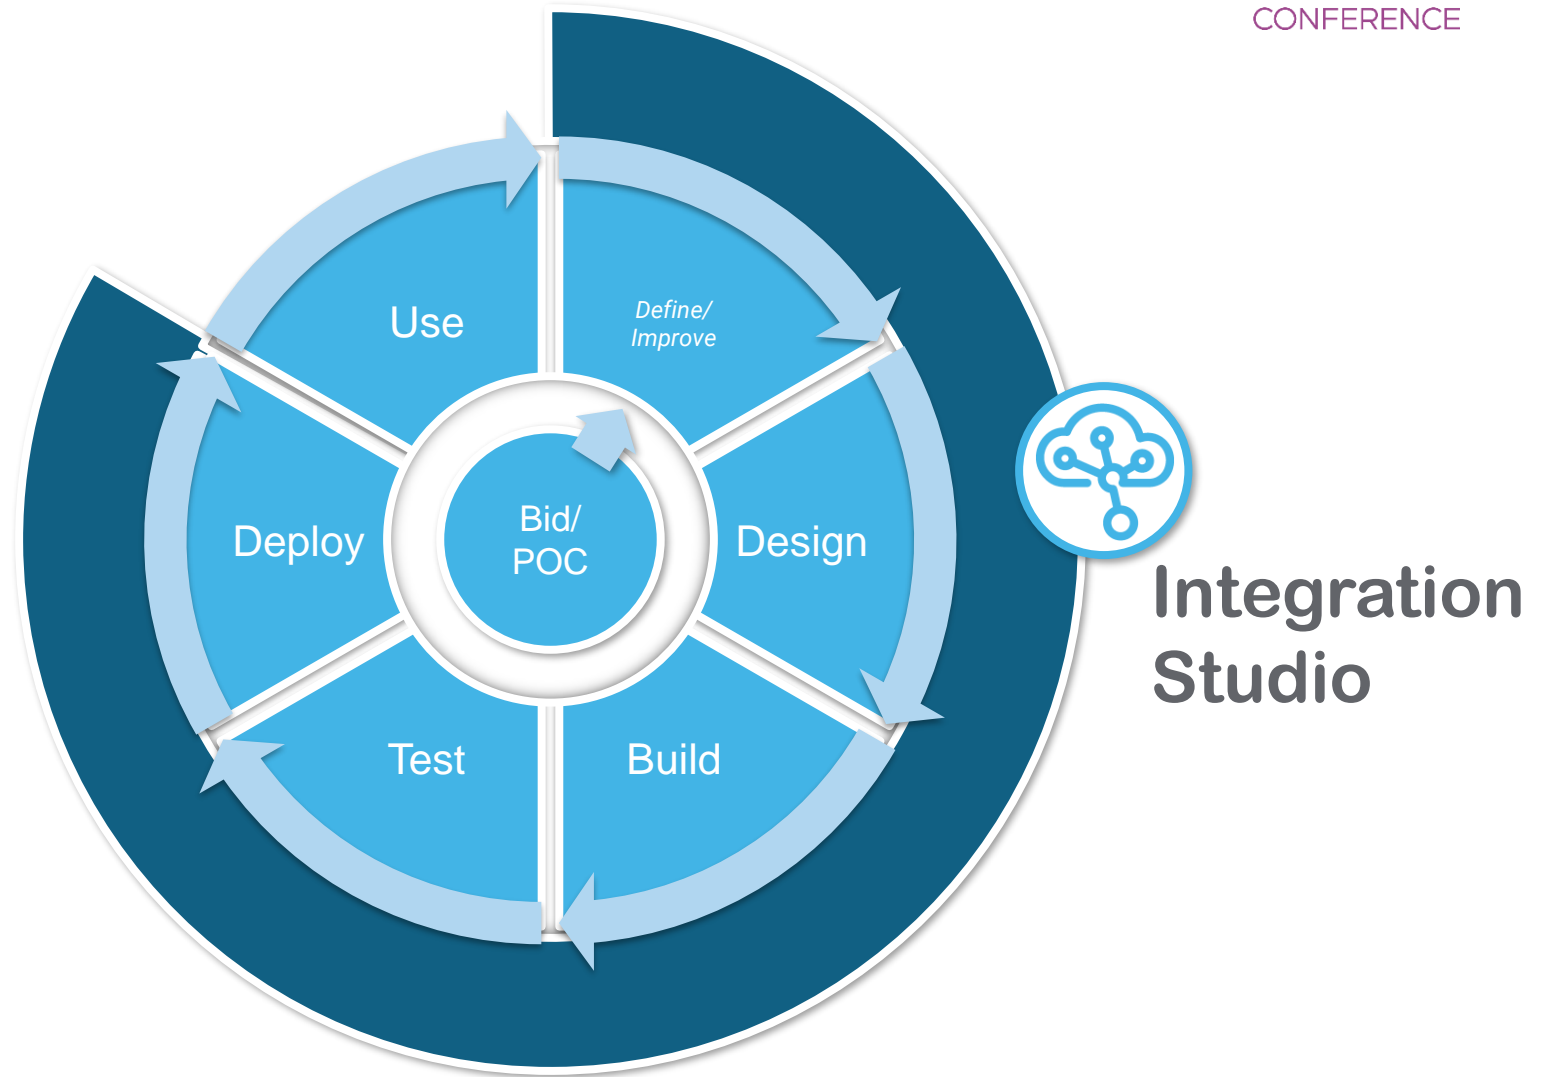 CONFERENCE
Use
Define/
Improve
Deploy
Bid/
POC
Design
Test
Build
Integration
Studio